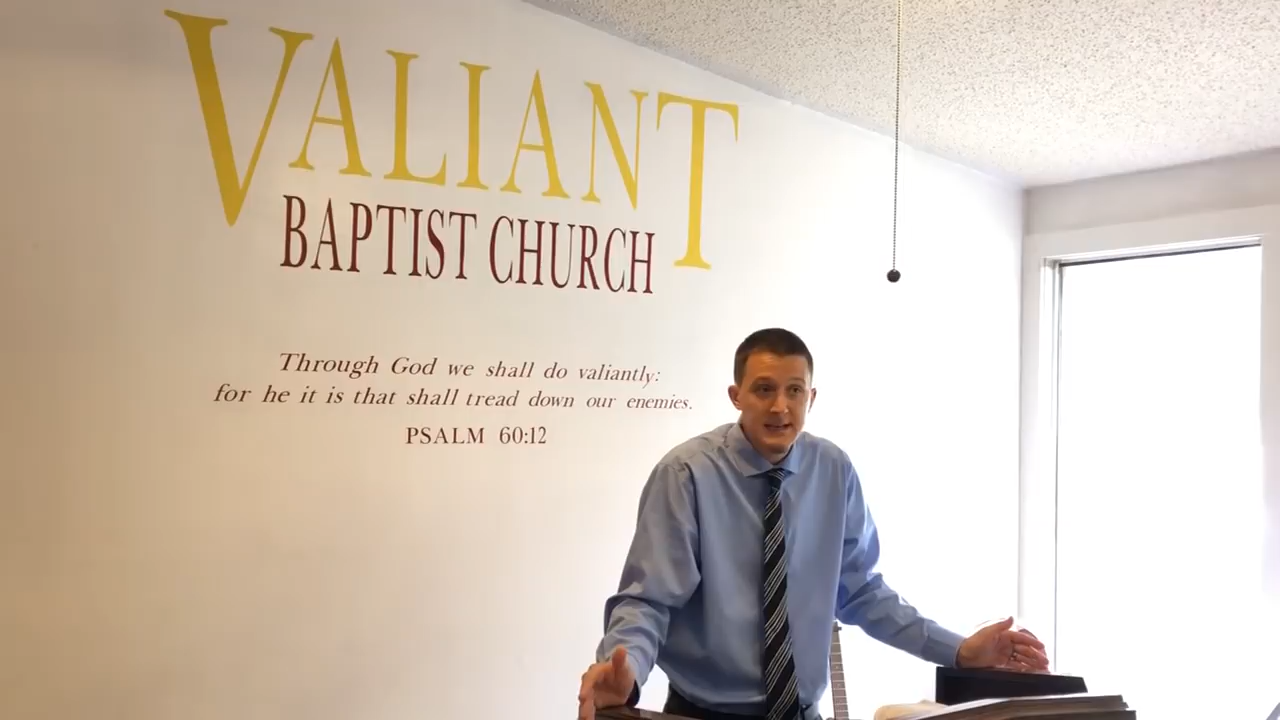 VALIANT
BAPTIST CHURCH
Through God we shall do valiantly:
for he it is that shall tread down our enemies.
PSALM 60:12